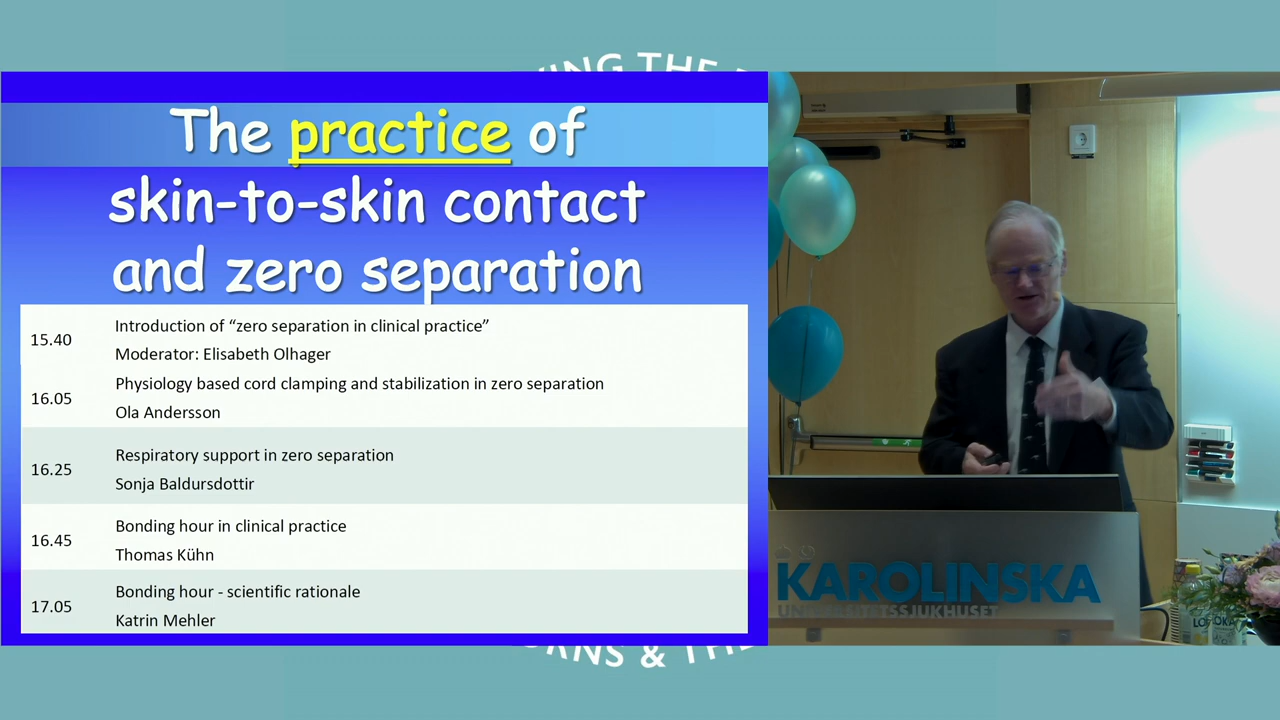 The practice of
skin-to-skin contact
and zero separation
15.40
Introduction of “zero separation in clinical practice”
Moderator: Elisabeth Olhager
16.05
Physiology based cord clamping and stabilization in zero separation
Ola Andersson
16.25
Respiratory support in zero separation
Sonja Baldursdottir
16.45
Bonding hour in clinical practice
Thomas Kühn
17.05
Bonding hour - scientific rationale
Katrin Mehler
KAROLINSKA
UNIVERSITETSSJUKHUSET
THE
& THE